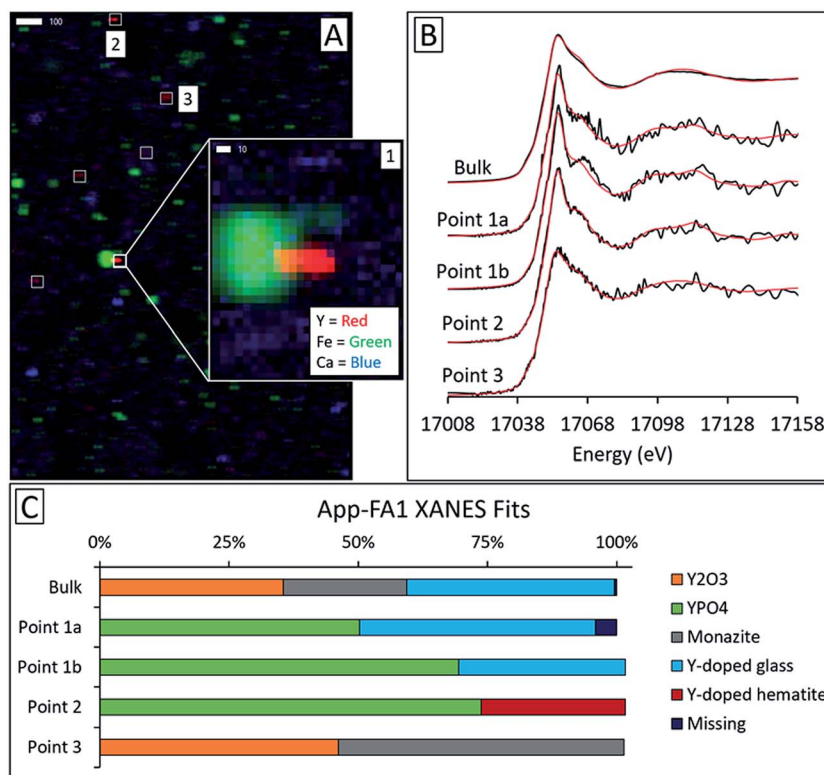 100
A
2
3
10
1
Y = Red
Fe = Green
Ca = Blue
B
Bulk
Point 1a
Point 1b
Point 2
Point 3
17008 17038 17068 17098 17128 17158
Energy (eV)
C
App-FA1 XANES Fits
0% 25% 50% 75% 100%
Bulk
Point 1a
Point 1b
Point 2
Point 3
Y2O3
YPO4
Monazite
Y-doped glass
Y-doped hematite
Missing